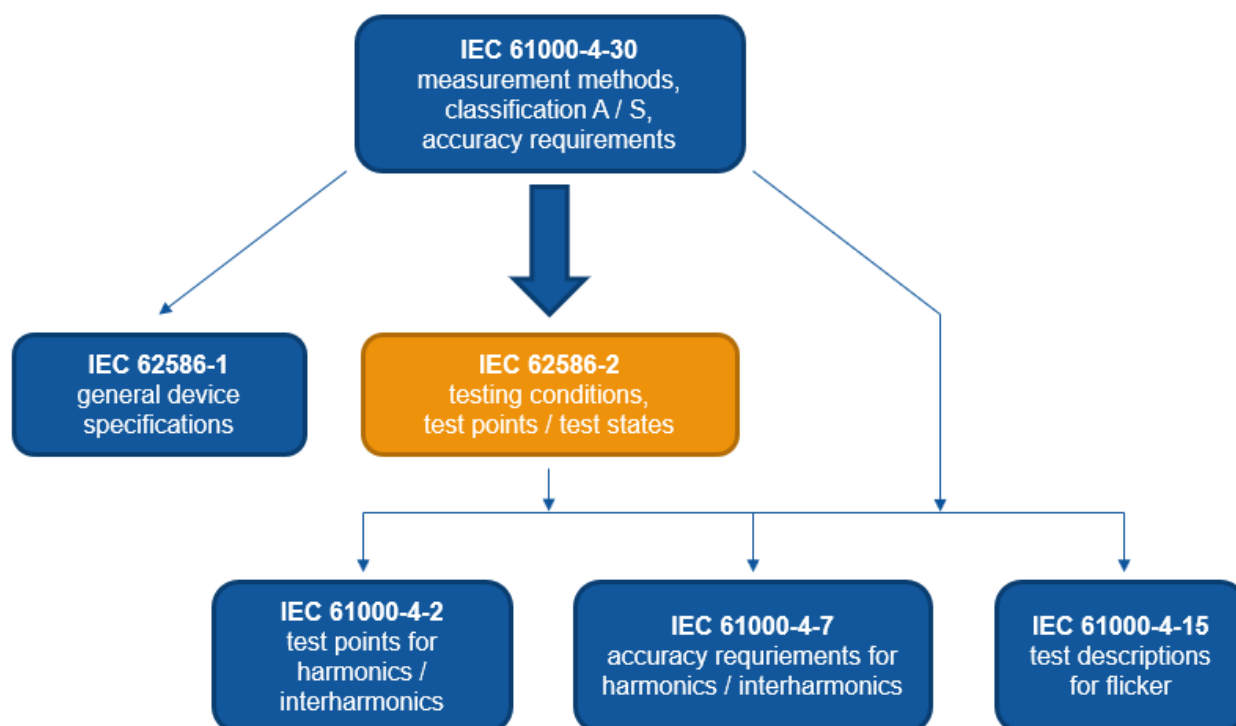 IEC 61000-4-30
measurement methods,
classification A / S,
accuracy requirements
IEC 62586-1
general device
specifications
IEC 62586-2
testing conditions,
test points / test states
IEC 61000-4-2
test points for
harmonics /
interharmonics
IEC 61000-4-7
accuracy requriements for
harmonics / interharmonics
IEC 61000-4-15
test descriptions
for flicker